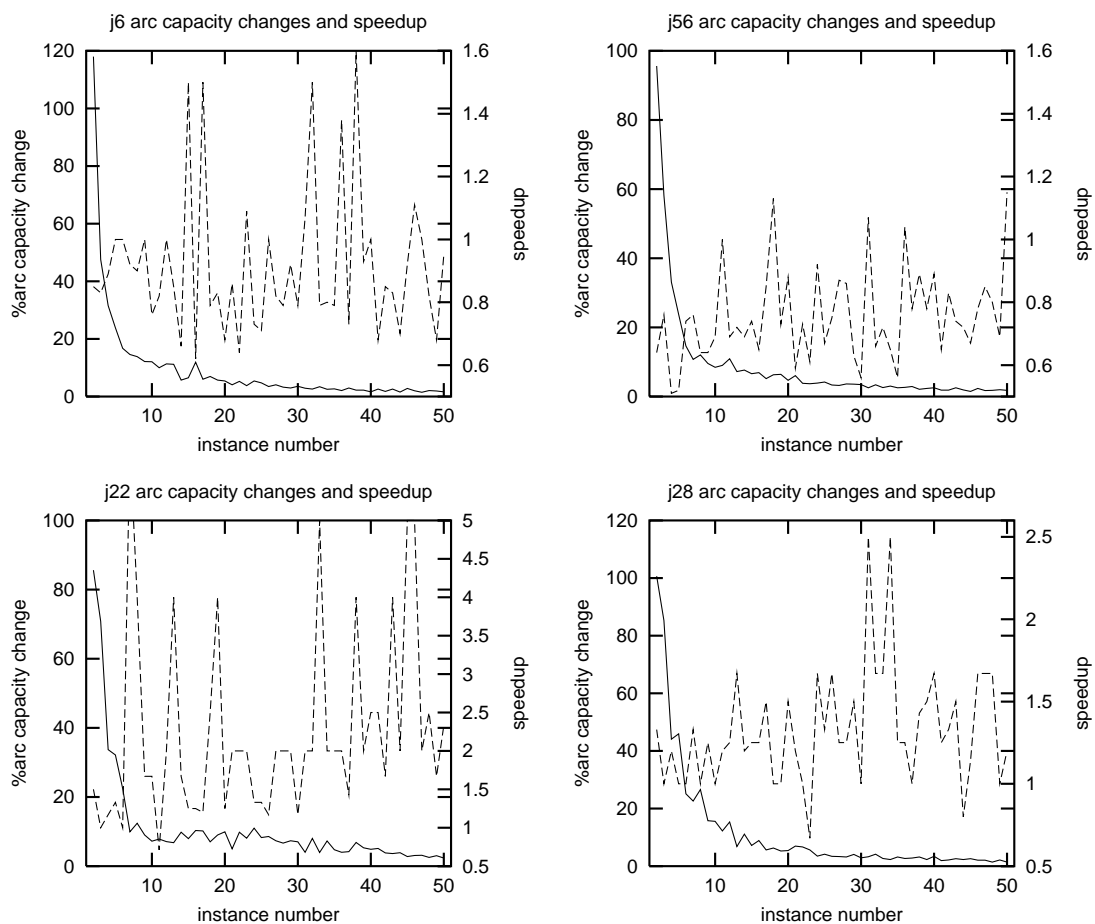 j6 arc capacity changes and speedup
%arc capacity change
120
100
80
60
40
20
0
1.6
1.4
1.2
1
0.8
0.6
speedup
10 20 30 40 50
instance number
j56 arc capacity changes and speedup
%arc capacity change
100
80
60
40
20
0
1.6
1.4
1.2
1
0.8
0.6
speedup
10 20 30 40 50
instance number
j22 arc capacity changes and speedup
%arc capacity change
100
80
60
40
20
0
5
4.5
4
3.5
3
2.5
2
1.5
1
0.5
speedup
10 20 30 40 50
instance number
j28 arc capacity changes and speedup
%arc capacity change
120
100
80
60
40
20
0
2.5
2
1.5
1
0.5
speedup
10 20 30 40 50
instance number